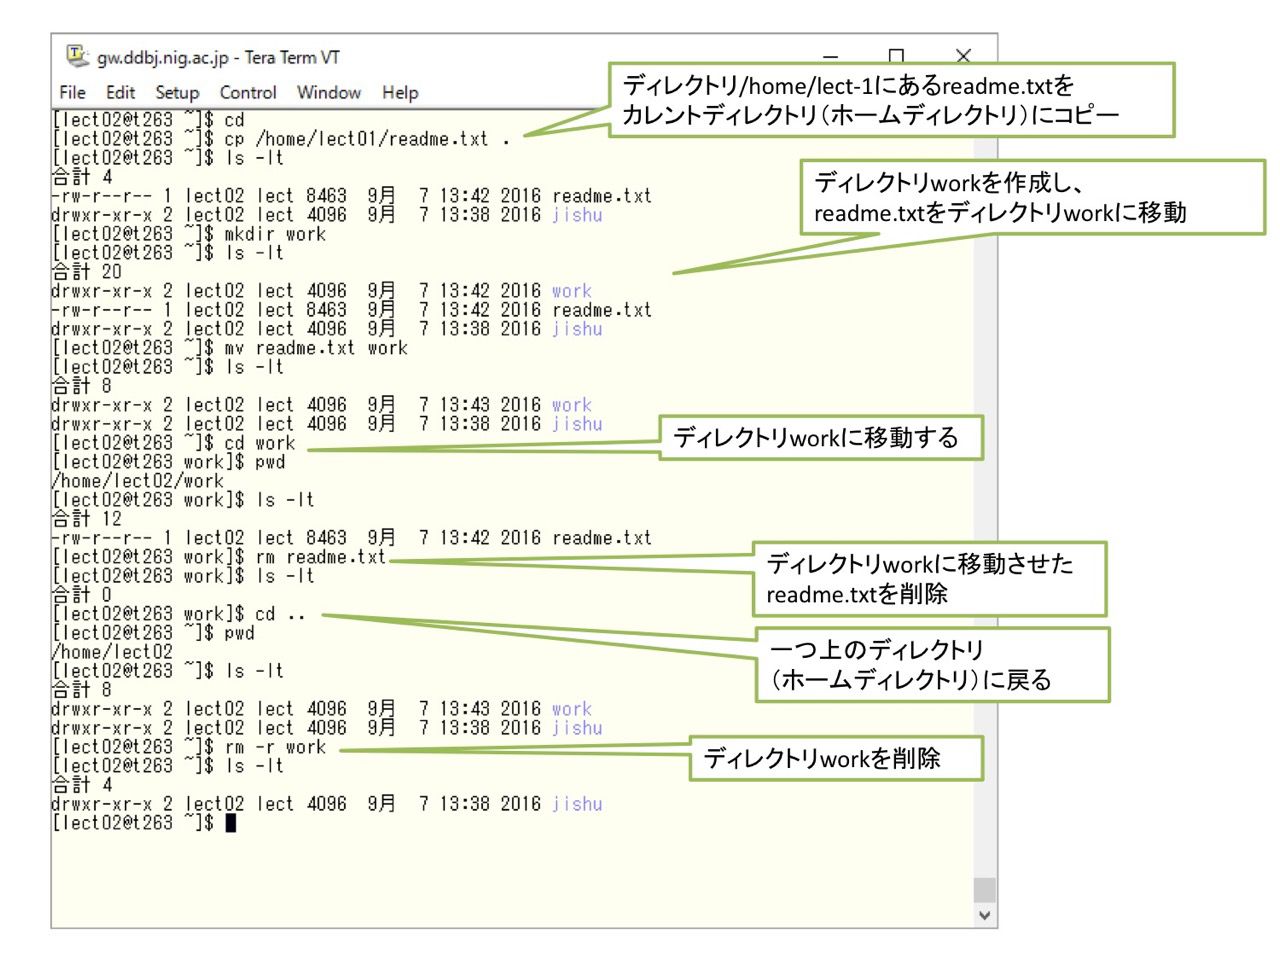 gw.ddbj.nig.ac.jp - Tera Term VT
File Edit Setup Control Window Help
[lect02@t263 ~]$ cd
[lect02@t263 ~]$ cp /home/lect01/readme.txt .
[lect02@t263 ~]$ ls -lt
合計 4
-rw-r--r-- 1 lect02 lect 8463 9月 7 13:42 2016 readme.txt
drwxr-xr-x 2 lect02 lect 4096 9月 7 13:38 2016 jishu
[lect02@t263 ~]$ mkdir work
[lect02@t263 ~]$ ls -lt
合計 20
drwxr-xr-x 2 lect02 lect 4096 9月 7 13:42 2016 work
-rw-r--r-- 1 lect02 lect 8463 9月 7 13:42 2016 readme.txt
drwxr-xr-x 2 lect02 lect 4096 9月 7 13:38 2016 jishu
[lect02@t263 ~]$ mv readme.txt work
[lect02@t263 ~]$ ls -lt
合計 8
drwxr-xr-x 2 lect02 lect 4096 9月 7 13:43 2016 work
drwxr-xr-x 2 lect02 lect 4096 9月 7 13:38 2016 jishu
[lect02@t263 ~]$ cd work
[lect02@t263 work]$ pwd
/home/lect02/work
[lect02@t263 work]$ ls -lt
合計 12
-rw-r--r-- 1 lect02 lect 8463 9月 7 13:42 2016 readme.txt
[lect02@t263 work]$ rm readme.txt
[lect02@t263 work]$ ls -lt
合計 0
[lect02@t263 work]$ cd ..
[lect02@t263 ~]$ pwd
/home/lect02
[lect02@t263 ~]$ ls -lt
合計 8
drwxr-xr-x 2 lect02 lect 4096 9月 7 13:43 2016 work
drwxr-xr-x 2 lect02 lect 4096 9月 7 13:38 2016 jishu
[lect02@t263 ~]$ rm -r work
[lect02@t263 ~]$ ls -lt
合計 4
drwxr-xr-x 2 lect02 lect 4096 9月 7 13:38 2016 jishu
[lect02@t263 ~]$
ディレクトリ/home/lect-1にあるreadme.txtを
カレントディレクトリ（ホームディレクトリ）にコピー
ディレクトリworkを作成し、
readme.txtをディレクトリworkに移動
ディレクトリworkに移動する
ディレクトリworkに移動させた
readme.txtを削除
一つ上のディレクトリ
（ホームディレクトリ）に戻る
ディレクトリworkを削除